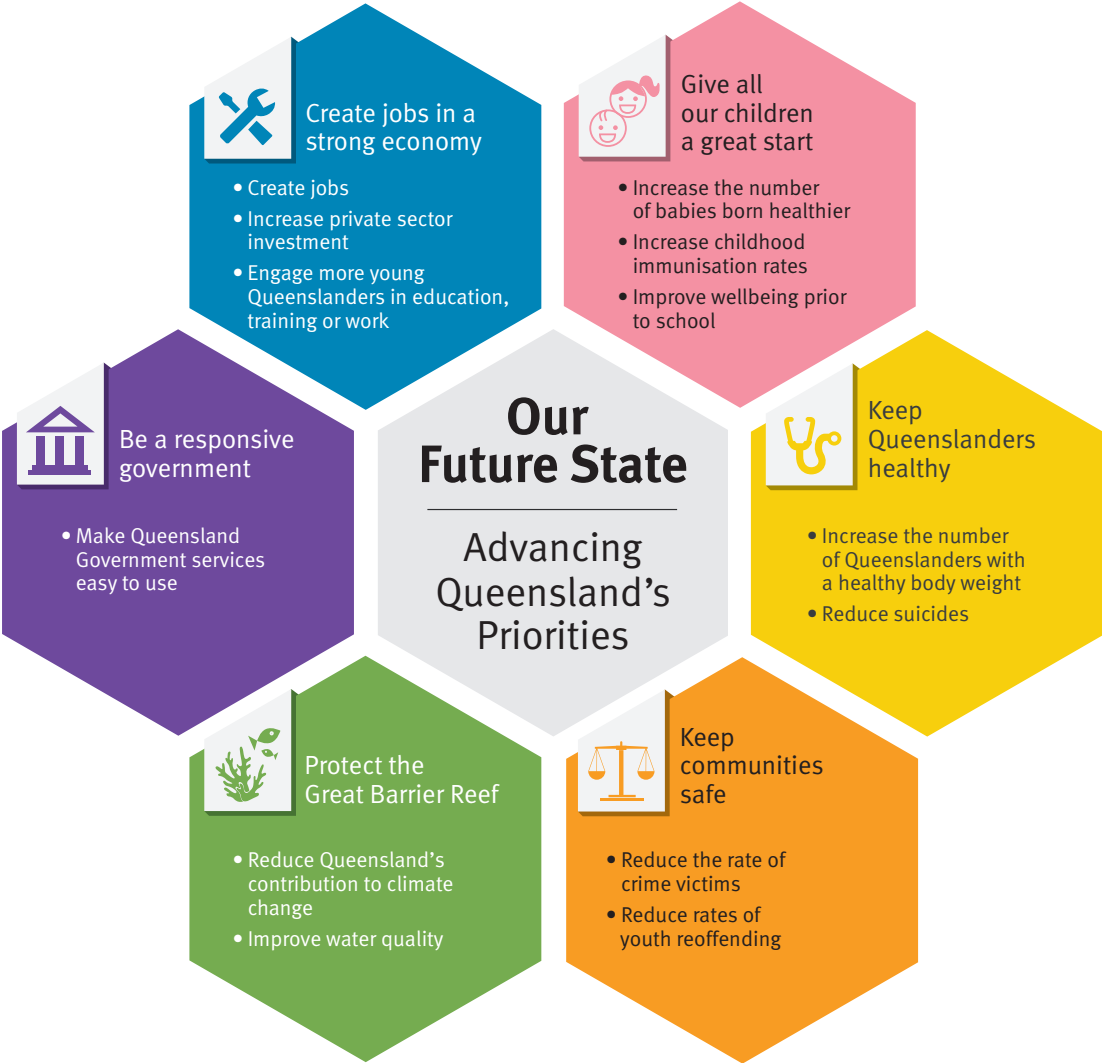 Create jobs in a
strong economy
• Create jobs
• Increase private sector
investment
• Engage more young
Queenslanders in education,
training or work
Give all
our children
a great start
• Increase the number
of babies born healthier
• Increase childhood
immunisation rates
• Improve wellbeing prior
to school
Be a responsive
government
• Make Queensland
Government services
easy to use
Our
Future State
Advancing
Queensland's
Priorities
Keep
Queenslanders
healthy
• Increase the number
of Queenslanders with
a healthy body weight
• Reduce suicides
Protect the
Great Barrier Reef
• Reduce Queensland's
contribution to climate
change
• Improve water quality
Keep
communities
safe
• Reduce the rate of
crime victims
• Reduce rates of
youth reoffending